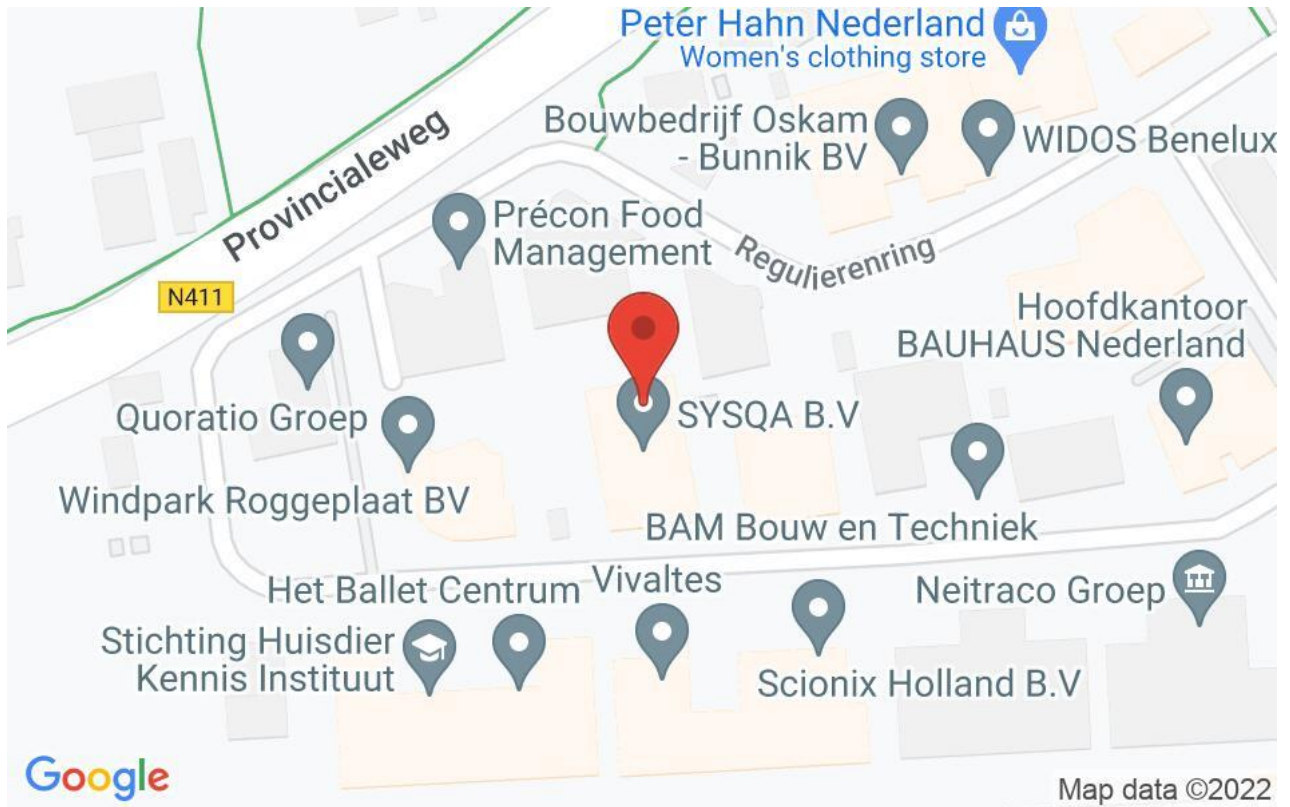 Peter Hahn Nederland
Women's clothing store
Bouwbedrijf Oskam
- Bunnik BV
WIDOS Benelux
Provincialeweg
Précon Food
Management
Regulierenring
N411
Hoofdkantoor
BAUHAUS Nederland
Quoratio Groep
SYSQA B.V
Windpark Roggeplaat BV
BAM Bouw en Techniek
Het Ballet Centrum
Vivaltes
Neitraco Groep
Stichting Huisdier
Kennis Instituut
Scionix Holland B.V
Google
Map data ©2022